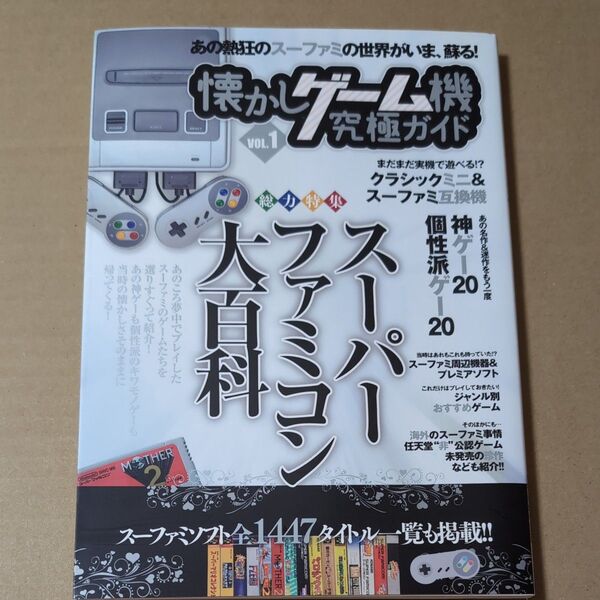 あの熱狂のスーファミの世界がいま、蘇る!
懐かしゲーム機
究極ガイド
VOL.1
まだまだ実機で遊べる!?
クラシックミニ&
スーファミ互換機
総力特集
スーパー
ファミコン
大百科
あの名作&迷作をもう一度
神ゲー20
個性派ゲー20
あのころ夢中でプレイした
スーファミのゲームたちを
選りすぐって紹介!
あの神ゲーも個性派のキワモノゲーも
当時の懐かしさそのままに
帰ってくる!
当時はあれもこれも持っていた!?
スーファミ周辺機器&
プレミアソフト
これだけはプレイしておきたい!
ジャンル別
おすすめゲーム
そのほかにも…
海外のスーファミ事情
任天堂“非”公認ゲーム
未発売の珍作
なども紹介!!
MOTHER
2
スーファミソフト全1447タイトル一覧も掲載!!